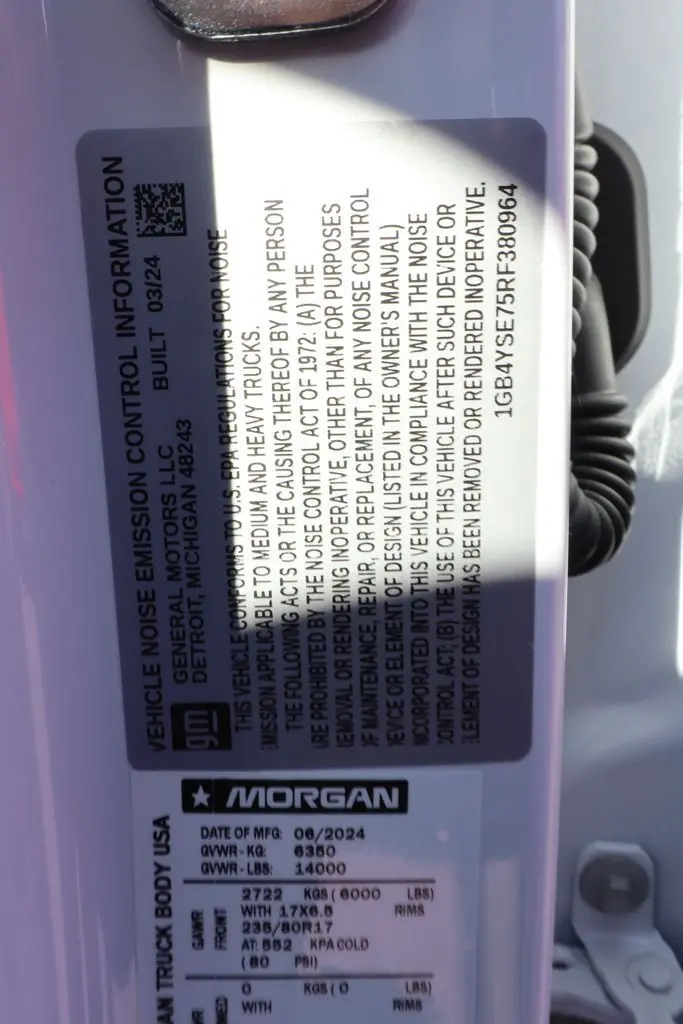 VEHICLE NOISE EMISSION CONTROL INFORMATION
GENERAL MOTORS LLC BUILT 03/24
DETROIT, MICHIGAN 48243
gm
THIS VEHICLE CONFORMS TO U.S. EPA REGULATIONS FOR NOISE
EMISSION APPLICABLE TO MEDIUM AND HEAVY TRUCKS.
THE FOLLOWING ACTS OR THE CAUSING THEREOF BY ANY PERSON
ARE PROHIBITED BY THE NOISE CONTROL ACT OF 1972: (A) THE
REMOVAL OR RENDERING INOPERATIVE, OTHER THAN FOR PURPOSES
OF MAINTENANCE, REPAIR, OR REPLACEMENT, OF ANY NOISE CONTROL
DEVICE OR ELEMENT OF DESIGN (LISTED IN THE OWNER'S MANUAL)
INCORPORATED INTO THIS VEHICLE IN COMPLIANCE WITH THE NOISE
CONTROL ACT; (B) THE USE OF THIS VEHICLE AFTER SUCH DEVICE OR
ELEMENT OF DESIGN HAS BEEN REMOVED OR RENDERED INOPERATIVE.
1GB4YSE75RF380964
MORGAN
AN TRUCK BODY USA
DATE OF MFG: 06/2024
GVWR - KG: 6350
GVWR - LBS: 14000
GAWR FRONT
2722 KGS ( 6000 LBS)
WITH 17X6.5 RIMS
235/80R17
AT: 552 KPA COLD
( 80 PSI)
0 KGS ( 0 LBS)
WITH RIMS